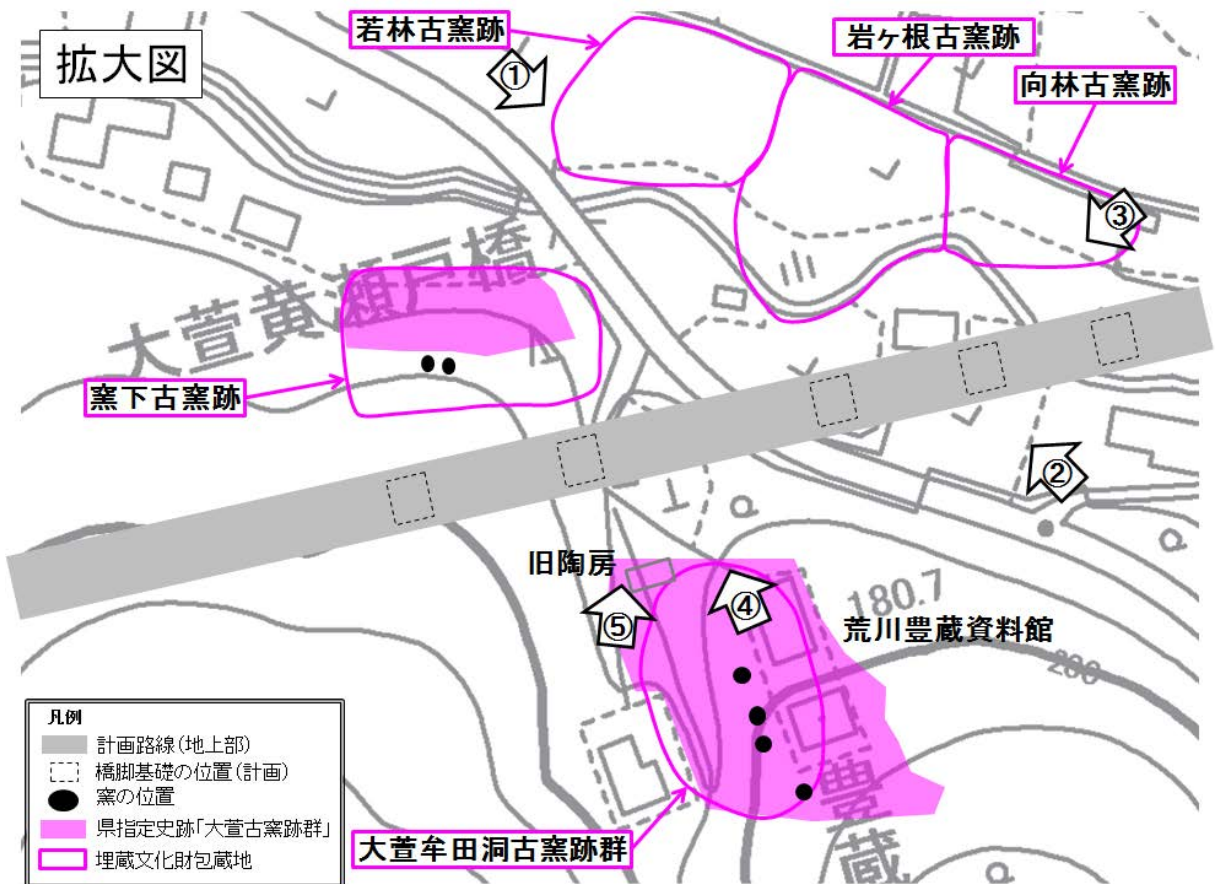 拡大図
若林古窯跡
岩ヶ根古窯跡
向林古窯跡
①
③
大萱黄瀬戸橋
窯下古窯跡
②
旧陶房
④
⑤
180.7
荒川豊蔵資料館
200
豊蔵
大萱牟田洞古窯跡群
凡例
計画路線(地上部)
橋脚基礎の位置(計画)
窯の位置
県指定史跡「大萱古窯跡群」
埋蔵文化財包蔵地